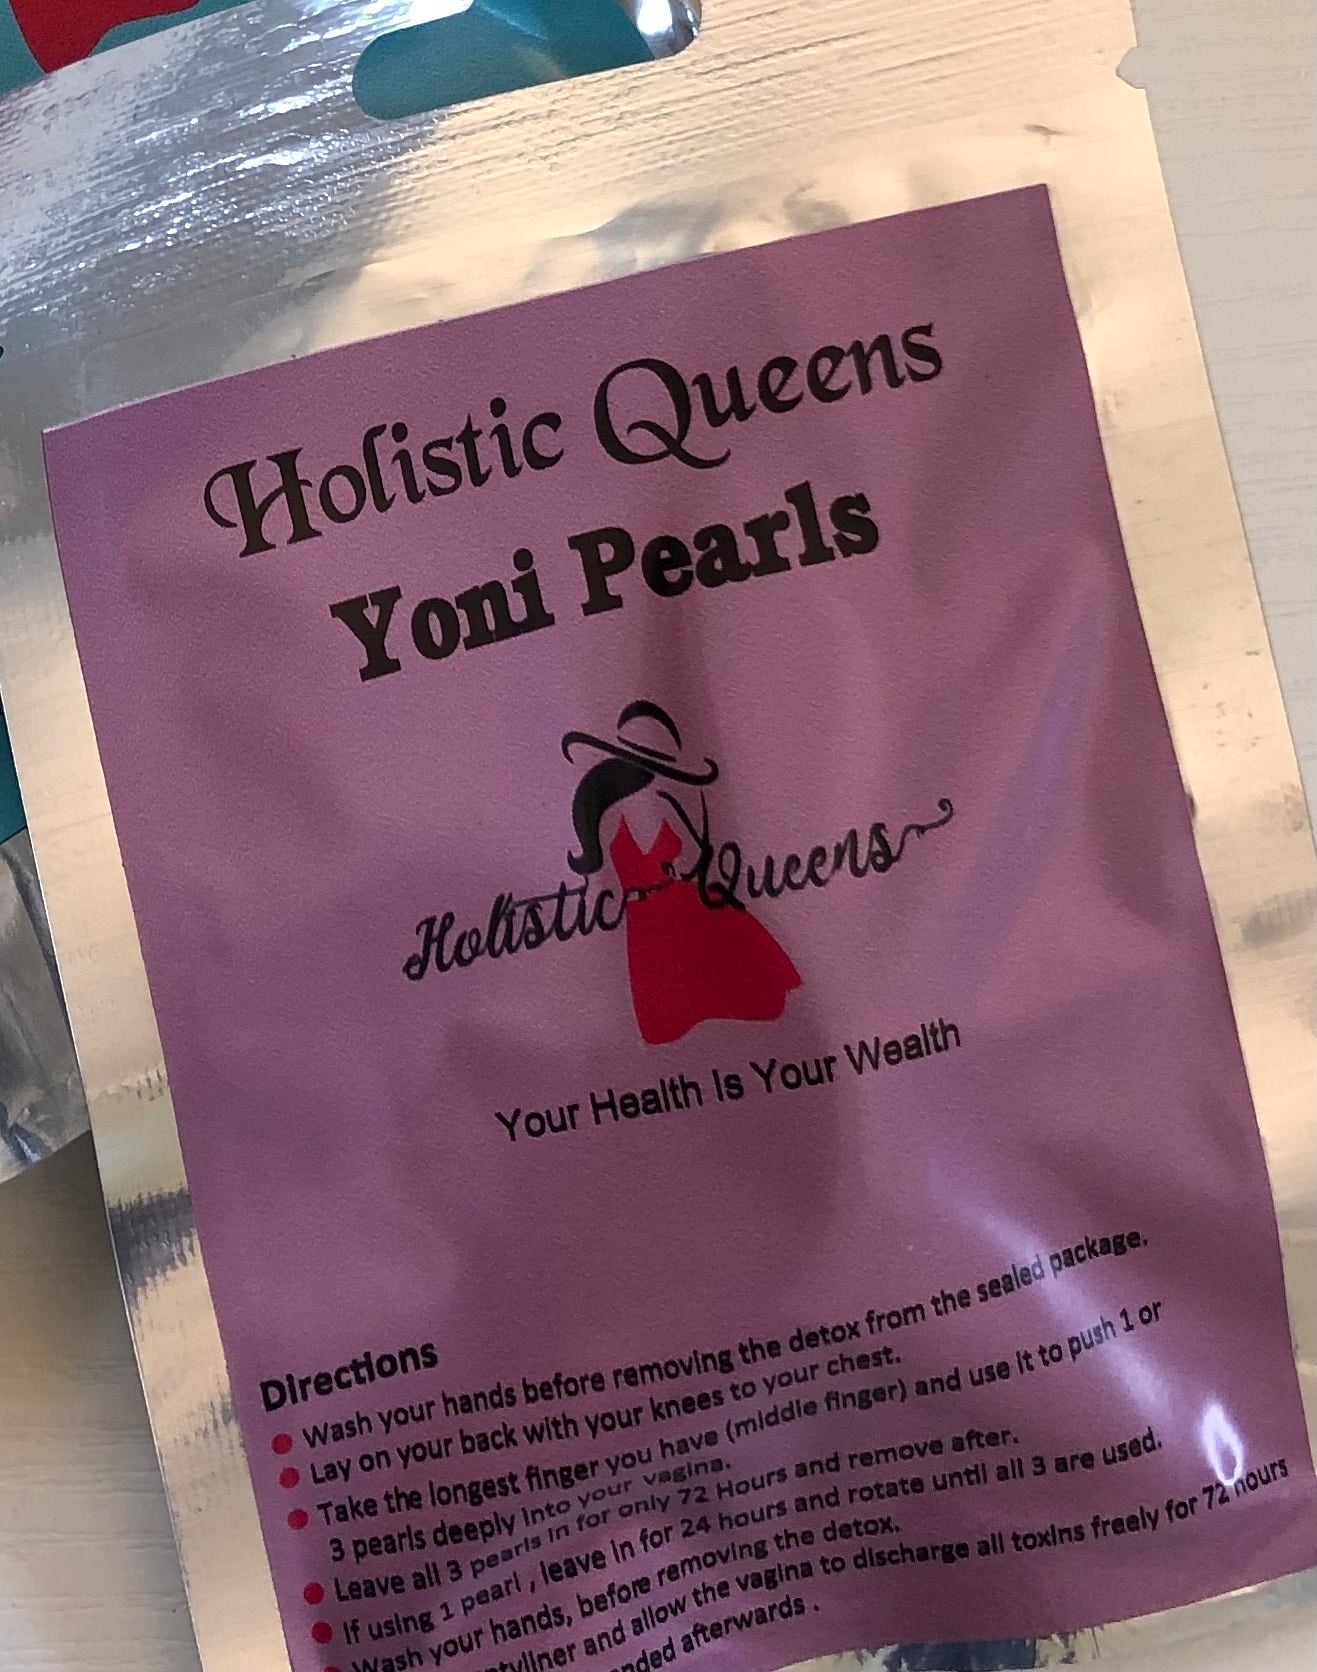 Holistic Queens
Yoni Pearls
Holistic Queens
Your Health Is Your Wealth
Directions
Wash your hands before removing the detox from the sealed package.
Lay on your back with your knees to your chest.
Take the longest finger you have (middle finger) and use it to push 1 or
3 pearls deeply into your vagina.
Leave all 3 pearls in for only 72 Hours and remove after.
If using 1 pearl , leave in for 24 hours and rotate until all 3 are used.
Wash your hands, before removing the detox.
and allow the vagina to discharge all toxins freely for 72 hours
afterwards .